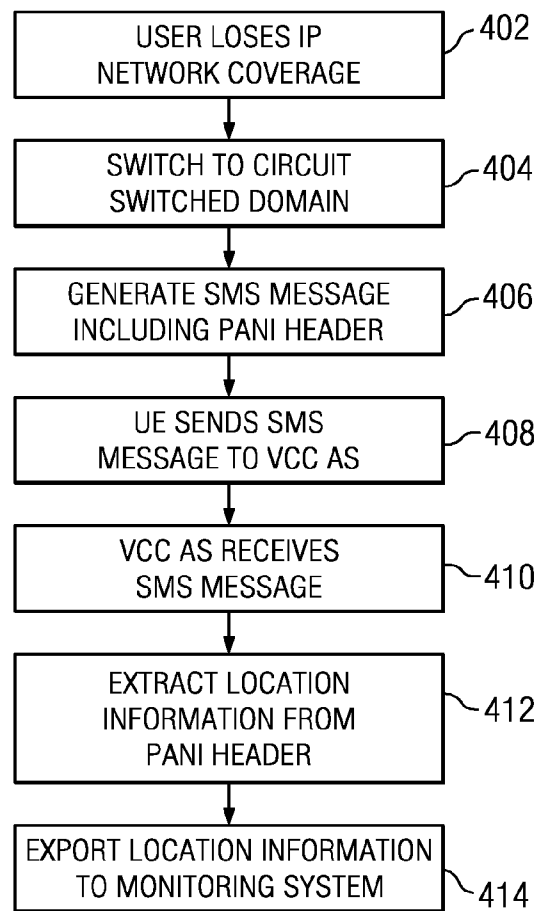 USER LOSES IP
NETWORK COVERAGE
402
SWITCH TO CIRCUIT
SWITCHED DOMAIN
404
GENERATE SMS MESSAGE
INCLUDING PANI HEADER
406
UE SENDS SMS
MESSAGE TO VCC AS
408
VCC AS RECEIVES
SMS MESSAGE
410
EXTRACT LOCATION
INFORMATION FROM
PANI HEADER
412
EXPORT LOCATION INFORMATION
TO MONITORING SYSTEM
414